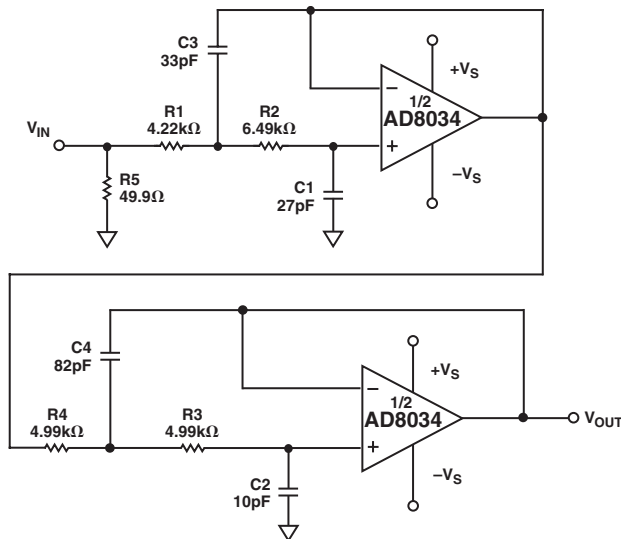 C3
33pF
+VS
1/2
AD8034
–
+
–VS
VIN
R1
4.22kΩ
R2
6.49kΩ
R5
49.9Ω
C1
27pF
C4
82pF
+VS
1/2
AD8034
–
+
–VS
VOUT
R4
4.99kΩ
R3
4.99kΩ
C2
10pF